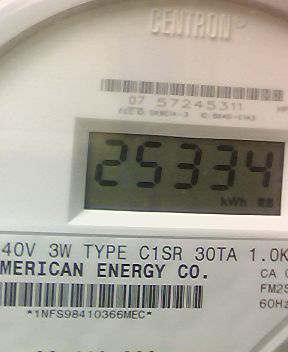 CENTRON
07 57245311
25334
kWh
40V 3W TYPE C1SR 30TA 1.0K
MERICAN ENERGY CO.
CA
FM2S
60Hz
*1NFS98410366MEC*